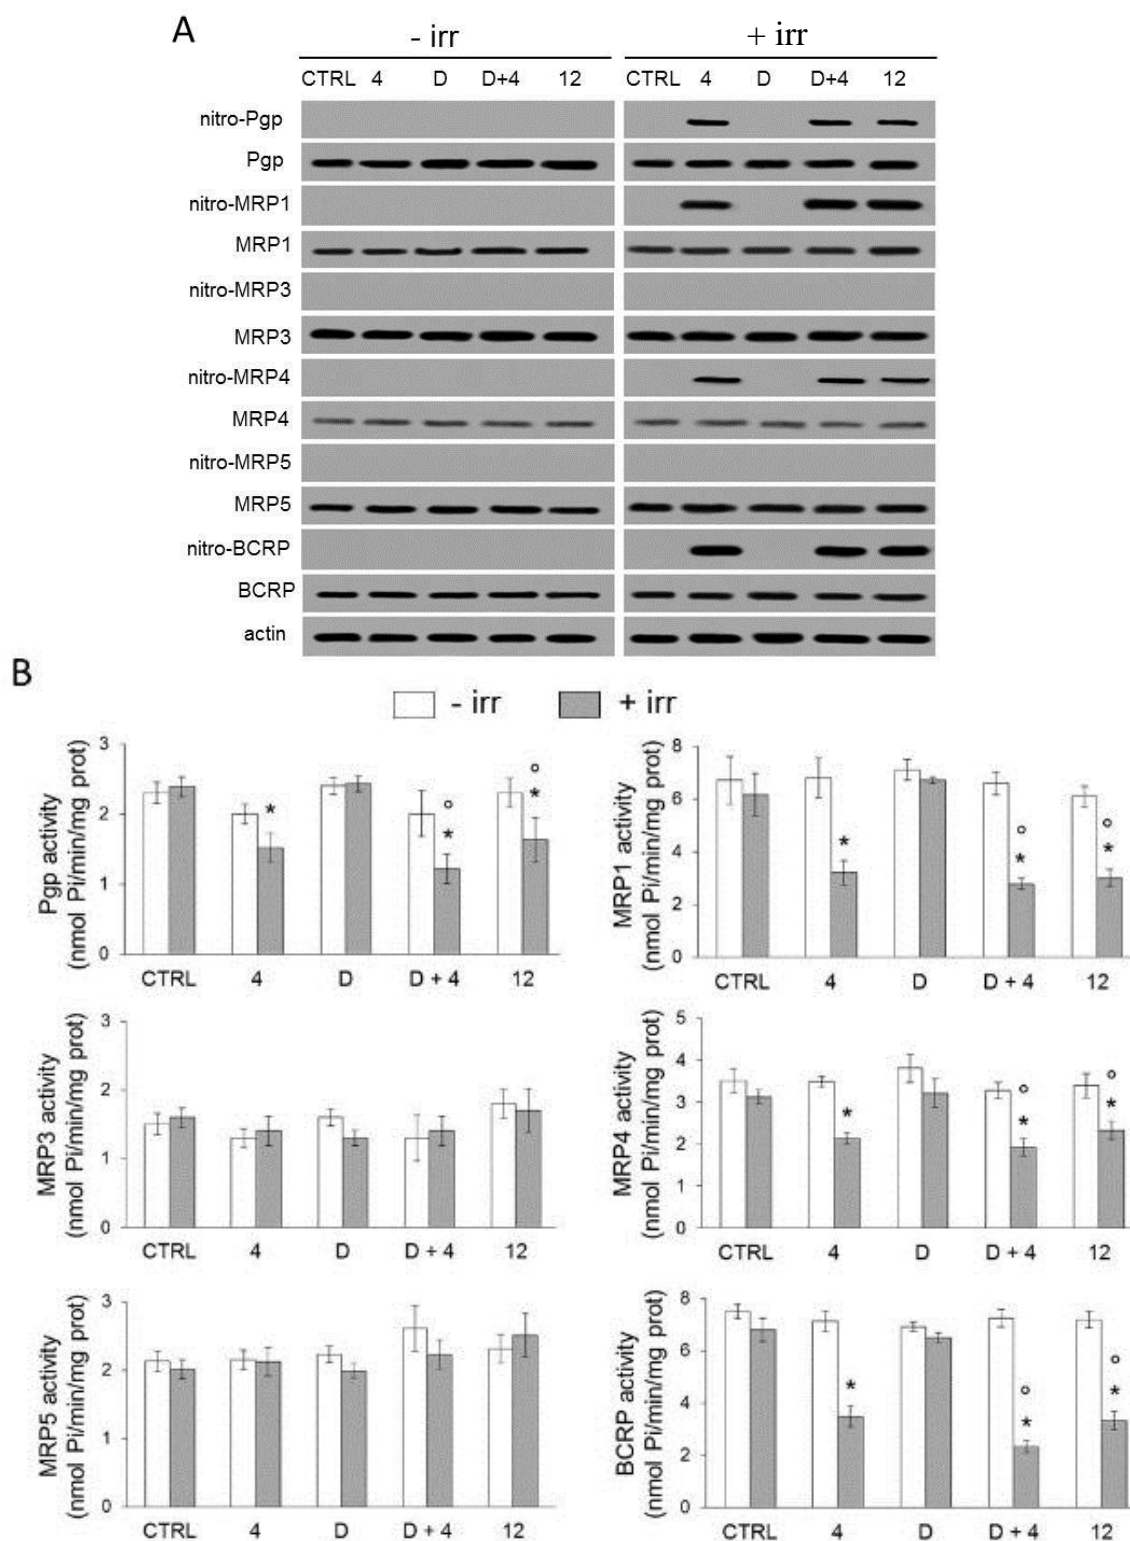 A
- irr
+ irr
CTRL 4 D D+4 12
CTRL 4 D D+4 12
nitro-Pgp
Pgp
nitro-MRP1
MRP1
nitro-MRP3
MRP3
nitro-MRP4
MRP4
nitro-MRP5
MRP5
nitro-BCRP
BCRP
actin
B
- irr
+ irr
Pgp activity
(nmol Pi/min/mg prot)
3
2
1
0
*
° *
° *
CTRL 4 D D + 4 12
MRP1 activity
(nmol Pi/min/mg prot)
8
6
4
2
0
*
° *
° *
CTRL 4 D D + 4 12
MRP3 activity
(nmol Pi/min/mg prot)
3
2
1
0
CTRL 4 D D + 4 12
MRP4 activity
(nmol Pi/min/mg prot)
5
4
3
2
1
0
*
° *
° *
CTRL 4 D D + 4 12
MRP5 activity
(nmol Pi/min/mg prot)
3
2
1
0
CTRL 4 D D + 4 12
BCRP activity
(nmol Pi/min/mg prot)
8
6
4
2
0
*
° *
° *
CTRL 4 D D + 4 12